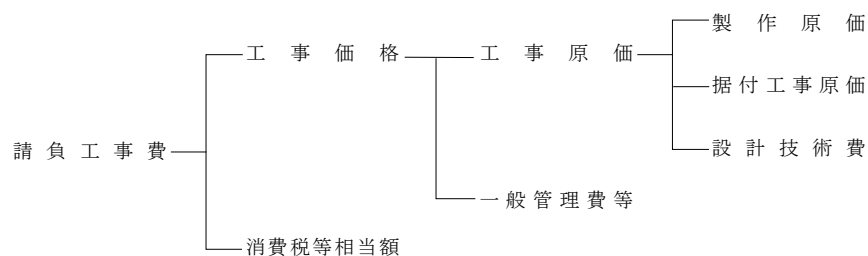 製作原価
工事価格
工事原価
据付工事原価
請負工事費
設計技術費
一般管理費等
消費税等相当額